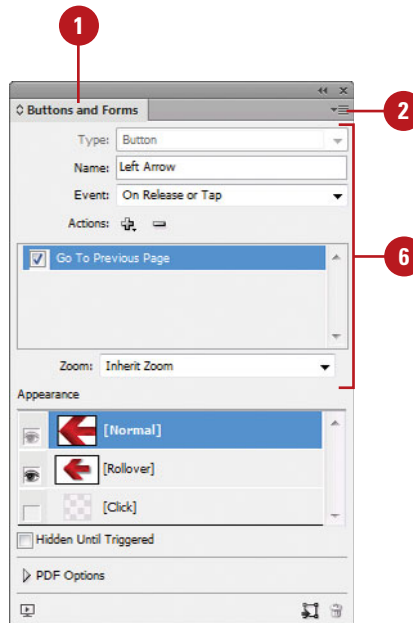 1
Buttons and Forms
2
Type: Button
Name: Left Arrow
Event: On Release or Tap
Actions:
Go To Previous Page
6
Zoom: Inherit Zoom
Appearance
[Normal]
[Rollover]
[Click]
Hidden Until Triggered
PDF Options